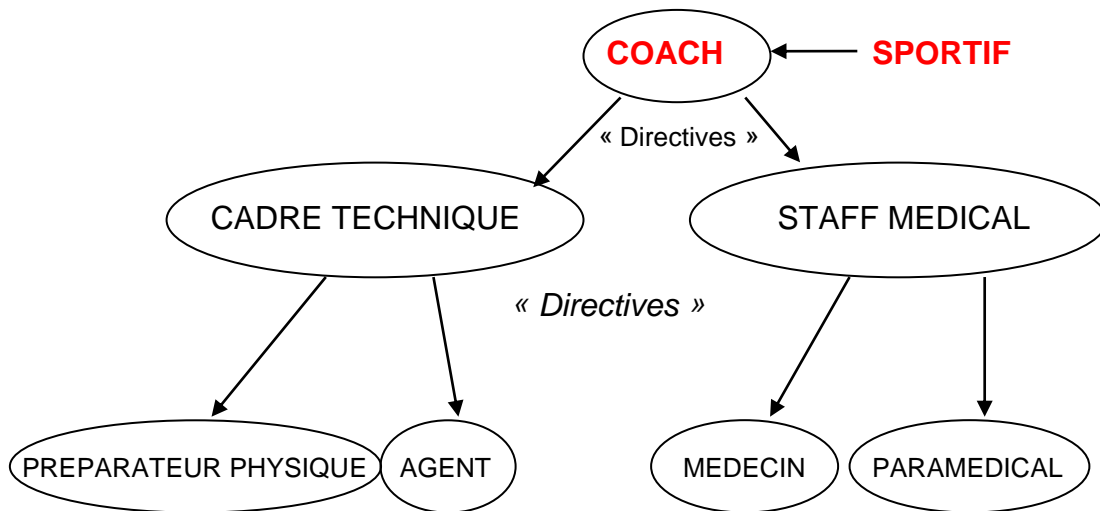 COACH
SPORTIF
« Directives »
CADRE TECHNIQUE
STAFF MEDICAL
« Directives »
PREPARATEUR PHYSIQUE
AGENT
MEDECIN
PARAMEDICAL